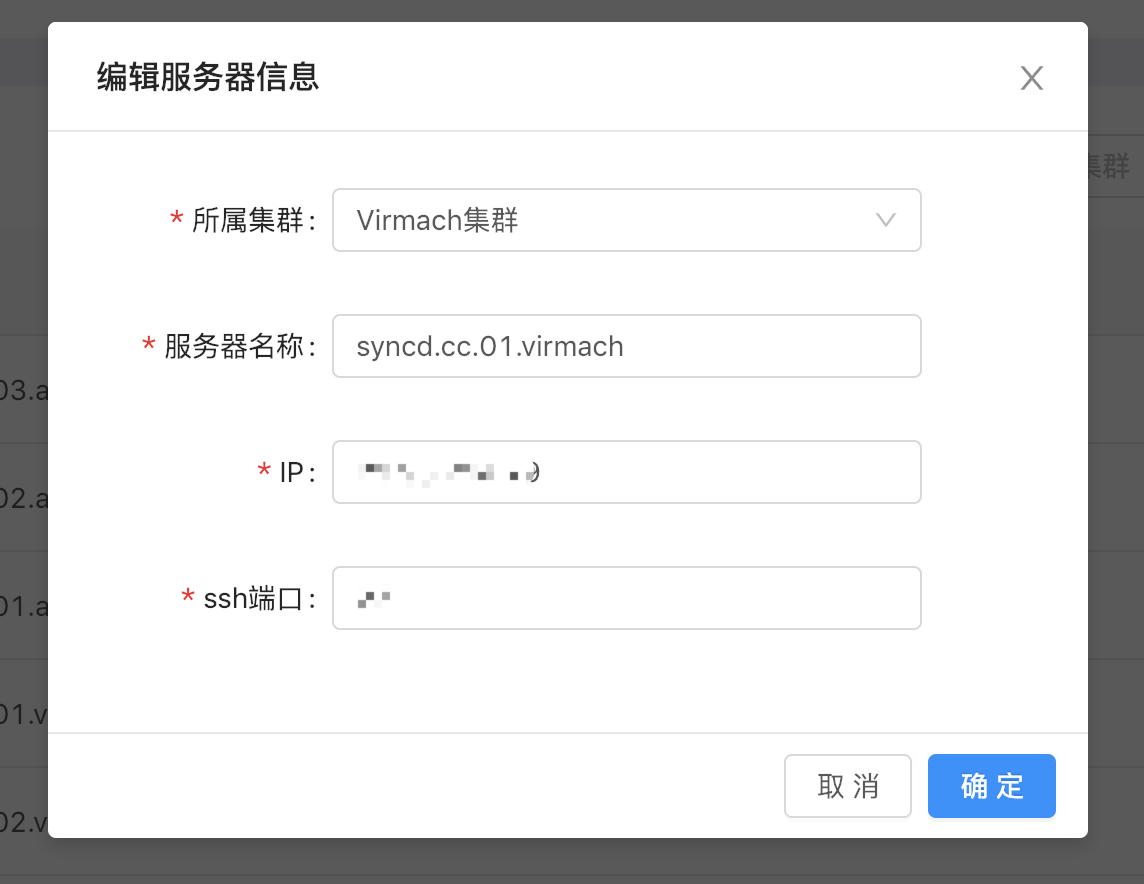 编辑服务器信息
集群
* 所属集群:
Virmach集群
* 服务器名称:
syncd.cc.01.virmach
03.a
* IP:
02.a
* ssh端口:
01.a
01.v
取 消
确 定
02.v